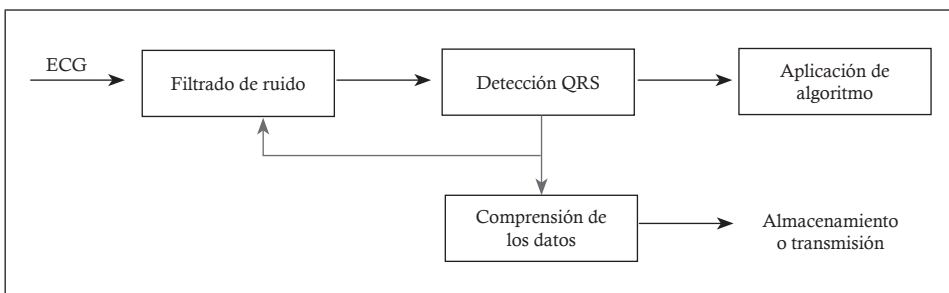 ECG
Filtrado de ruido
Detección QRS
Aplicación de
algoritmo
Comprensión de
los datos
Almacenamiento
o transmisión